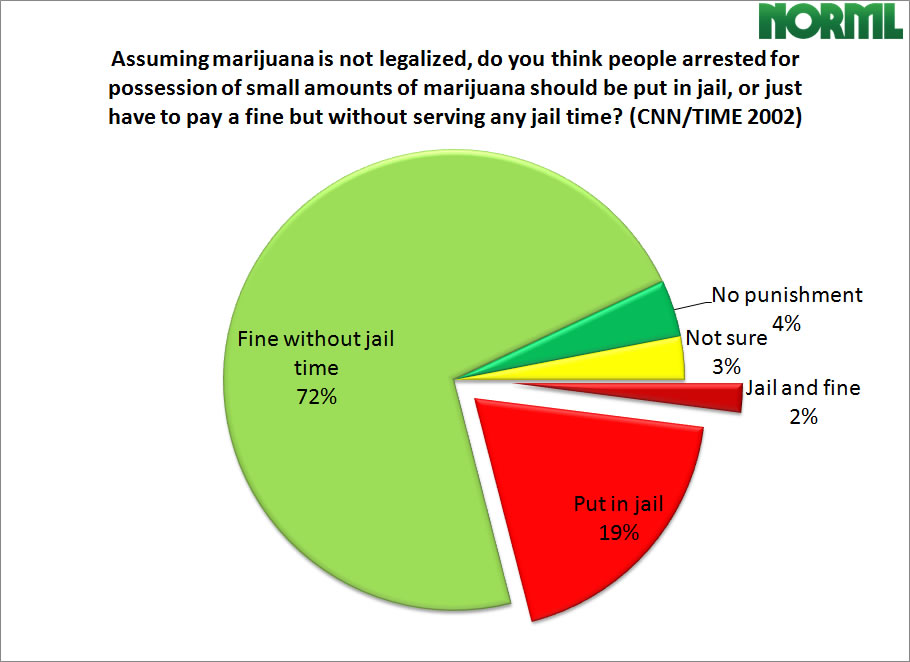 NORML
Assuming marijuana is not legalized, do you think people arrested for
possession of small amounts of marijuana should be put in jail, or just
have to pay a fine but without serving any jail time? (CNN/TIME 2002)
No punishment
4%
Not sure
3%
Jail and fine
2%
Fine without jail
time
72%
Put in jail
19%